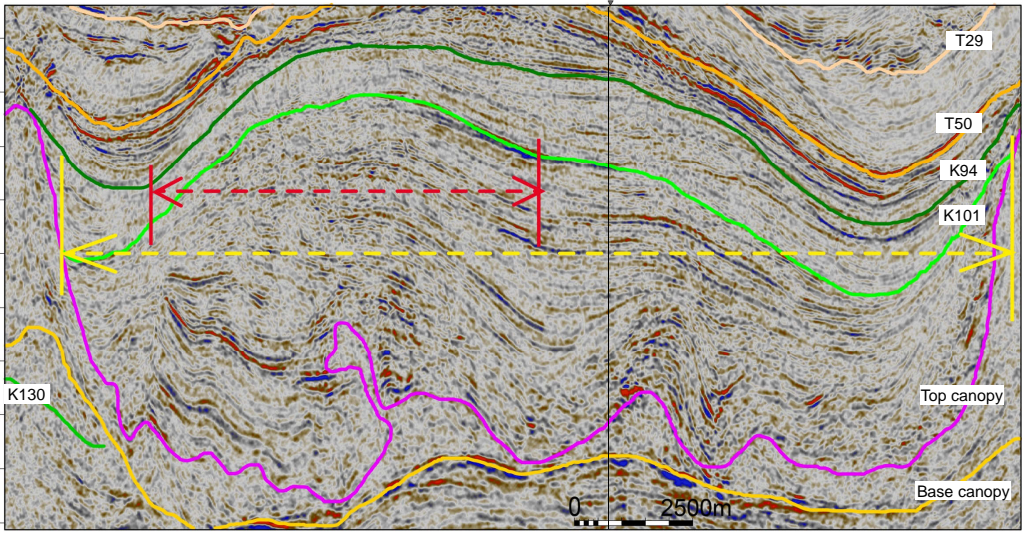 T29
T50
K94
K101
K130
Top canopy
Base canopy
0 2500m